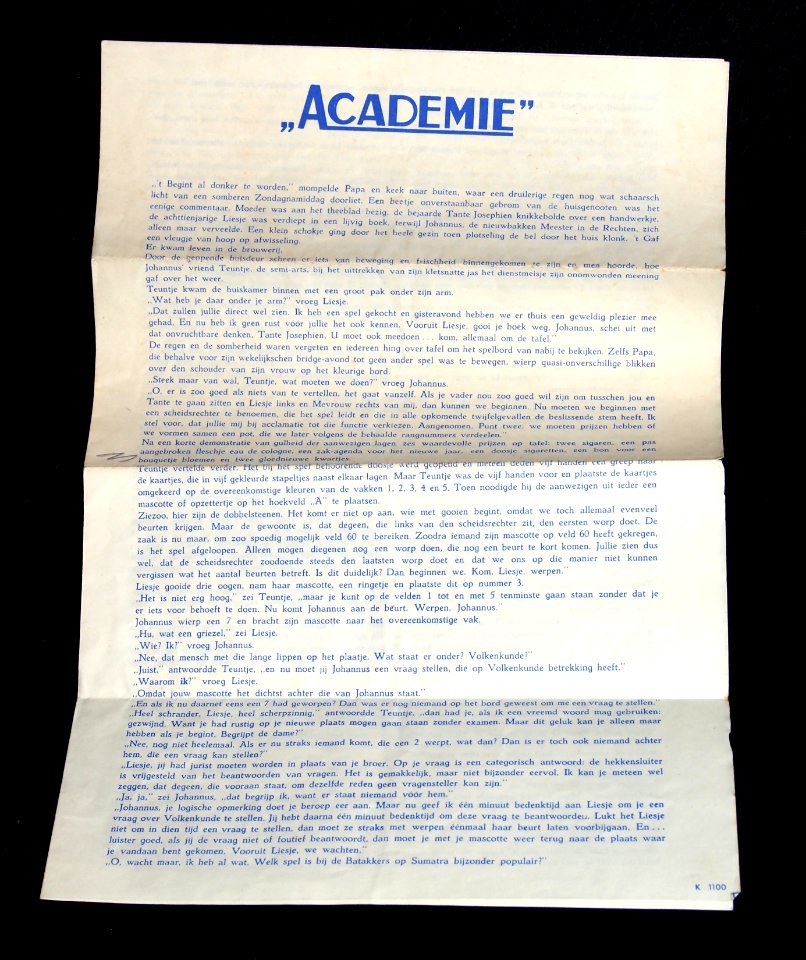 „ACADEMIE”
„'t Begint al donker te worden,” mompelde Papa en keek naar buiten, waar een druilerige regen nog wat schaarsch
licht van een somberen Zondagnamiddag doorliet. Een beetje onverstaanbaar gebrom van de huisgenooten was het
eenige commentaar. Moeder was aan het theeblad bezig, de bejaarde Tante Josephien knikkebolde over een handwerkje,
de achttienjarige Liesje was verdiept in een lijvig boek, terwijl Johannus, de nieuwbakken Meester in de Rechten, zich
alleen maar verveelde. Een klein schokje ging door het heele gezin toen plotseling de bel door het huis klonk. 't Gaf
een vleugje van hoop op afwisseling.
Er kwam leven in de brouwerij.
Door de geopende huisdeur scheen er iets van beweging en frischheid binnengekomen te zijn en men hoorde, hoe
Johannus' vriend Teuntje, de semi-arts, bij het uittrekken van zijn kletsnatte jas het dienstmeisje zijn onomwonden meening
gaf over het weer.
Teuntje kwam de huiskamer binnen met een groot pak onder zijn arm.
„Wat heb je daar onder je arm?” vroeg Liesje.
„Dat zullen jullie direct wel zien. Ik heb een spel gekocht en gisteravond hebben we er thuis een geweldig plezier mee
gehad. En nu heb ik geen rust vóór jullie het ook kennen. Vooruit Liesje, gooi je boek weg. Johannus, schei uit met
dat onvruchtbare denken. Tante Josephien, U moet ook meedoen . . . kom, allemaal om de tafel.”
De regen en de somberheid waren vergeten en iedereen hing over tafel om het spelbord van nabij te bekijken. Zelfs Papa,
die behalve voor zijn wekelijkschen bridge-avond tot geen ander spel was te bewegen, wierp quasi-onverschillige blikken
over den schouder van zijn vrouw op het kleurige bord.
„Steek maar van wal, Teuntje, wat moeten we doen?” vroeg Johannus.
„O, er is zoo goed als niets van te vertellen, het gaat vanzelf. Als je vader nou zoo goed wil zijn om tusschen jou en
Tante te gaan zitten en Liesje links en Mevrouw rechts van mij, dan kunnen we beginnen. Nu moeten we beginnen met
een scheidsrechter te benoemen, die het spel leidt en die in alle opkomende twijfelgevallen de beslissende stem heeft. Ik
stel voor, dat jullie mij bij acclamatie tot die functie verkiezen. Aangenomen. Punt twee: we moeten prijzen hebben of
we vormen samen een pot, die we later volgens de behaalde rangnummers verdeelen.”
Na een korte demonstratie van gulheid der aanwezigen lagen zes waardevolle prijzen op tafel: twee sigaren, een pas
aangebroken fleschje eau de cologne, een zak-agenda voor het nieuwe jaar, een doosje sigaretten, een bon voor een
bouquetje bloemen en twee gloednieuwe kwartjes.
Teuntje vertelde verder. Het bij het spel behoorende doosje werd geopend en meteen deden vijf handen een greep naar
de kaartjes, die in vijf gekleurde stapeltjes naast elkaar lagen. Maar Teuntje was de vijf handen voor en plaatste de kaartjes
omgekeerd op de overeenkomstige kleuren van de vakken 1, 2, 3, 4 en 5. Toen noodigde hij de aanwezigen uit ieder een
mascotte of opzettertje op het hoekveld „A” te plaatsen.
Ziezoo, hier zijn de dobbelsteenen. Het komt er niet op aan, wie met gooien begint, omdat we toch allemaal evenveel
beurten krijgen. Maar de gewoonte is, dat degeen, die links van den scheidsrechter zit, den eersten worp doet. De
zaak is nu maar, om zoo spoedig mogelijk veld 60 te bereiken. Zoodra iemand zijn mascotte op veld 60 heeft gekregen,
is het spel afgeloopen. Alleen mogen diegenen nog een worp doen, die nog een beurt te kort komen. Jullie zien dus
wel, dat de scheidsrechter zoodoende steeds den laatsten worp doet en dat we ons op die manier niet kunnen
vergissen wat het aantal beurten betreft. Is dit duidelijk? Dan beginnen we. Kom, Liesje, werpen.”
Liesje gooide drie oogen, nam haar mascotte, een ringetje en plaatste dit op nummer 3.
„Het is niet erg hoog,” zei Teuntje, „maar je kunt op de velden 1 tot en met 5 tenminste gaan staan zonder dat je
er iets voor behoeft te doen. Nu komt Johannus aan de beurt. Werpen, Johannus.”
Johannus wierp een 7 en bracht zijn mascotte naar het overeenkomstige vak.
„Hu, wat een griezel,” zei Liesje.
„Wie? Ik?” vroeg Johannus.
„Nee, dat mensch met die lange lippen op het plaatje. Wat staat er onder? Volkenkunde?”
„Juist,” antwoordde Teuntje, „en nu moet jij Johannus een vraag stellen, die op Volkenkunde betrekking heeft.”
„Waarom ik?” vroeg Liesje.
„Omdat jouw mascotte het dichtst achter die van Johannus staat.”
„En als ik nu daarnet eens een 7 had geworpen? Dan was er nog niemand op het bord geweest om me een vraag te stellen.”
„Heel schrander, Liesje, heel scherpzinnig,” antwoordde Teuntje, „dan had je, als ik een vreemd woord mag gebruiken:
gezwijnd. Want je had rustig op je nieuwe plaats mogen gaan staan zonder examen. Maar dit geluk kan je alleen maar
hebben als je begint. Begrijpt de dame?”
„Nee, nog niet heelemaal. Als er nu straks iemand komt, die een 2 werpt, wat dan? Dan is er toch ook niemand achter
hem, die een vraag kan stellen?”
„Liesje, jij had jurist moeten worden in plaats van je broer. Op je vraag is een categorisch antwoord: de hekkensluiter
is vrijgesteld van het beantwoorden van vragen. Het is gemakkelijk, maar niet bijzonder eervol. Ik kan je meteen wel
zeggen, dat degeen, die vooraan staat, om dezelfde reden geen vragensteller kan zijn.”
„Ja, ja,” zei Johannus, „dat begrijp ik, want er staat niemand vóór hem.”
„Johannus, je logische opmerking doet je beroep eer aan. Maar nu geef ik één minuut bedenktijd aan Liesje om je een
vraag over Volkenkunde te stellen. Jij hebt daarna één minuut bedenktijd om deze vraag te beantwoorden. Lukt het Liesje
niet om in dien tijd een vraag te stellen, dan moet ze straks met werpen éénmaal haar beurt laten voorbijgaan. En . . .
luister goed, als jij de vraag niet of foutief beantwoordt, dan moet je met je mascotte weer terug naar de plaats waar
je vandaan bent gekomen. Vooruit Liesje, we wachten.”
„O, wacht maar, ik heb al wat. Welk spel is bij de Batakkers op Sumatra bijzonder populair?”
K 1100